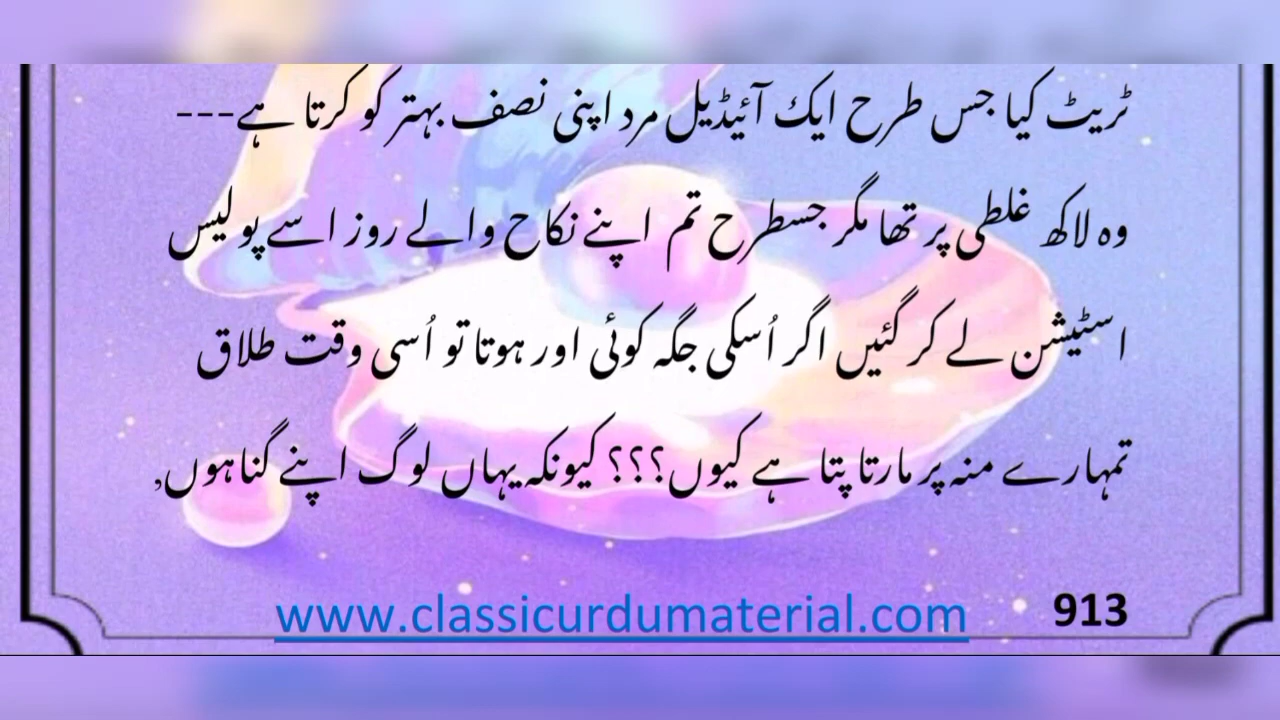 ٹریٹ کیا جس طرح ایک آئیڈیل مرد اپنی نصف بہتر کو کرتا ہے---
وہ لاکھ غلطی پر تھا مگر جسطرح تم اپنے نکاح والے روز اسے پولیس
اسٹیشن لے کر گئیں اگر اُسکی جگہ کوئی اور ہوتا تو اُسی وقت طلاق
تمہارے منہ پر مارتا پتا ہے کیوں؟؟؟ کیونکہ یہاں لوگ اپنے گناہوں,
www.classicurdumaterial.com 913